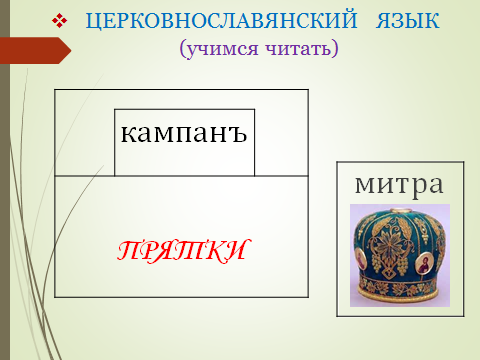 ЦЕРКОВНОСЛАВЯНСКИЙ ЯЗЫК
(учимся читать)
кампанъ
ПРЯТКИ
митра